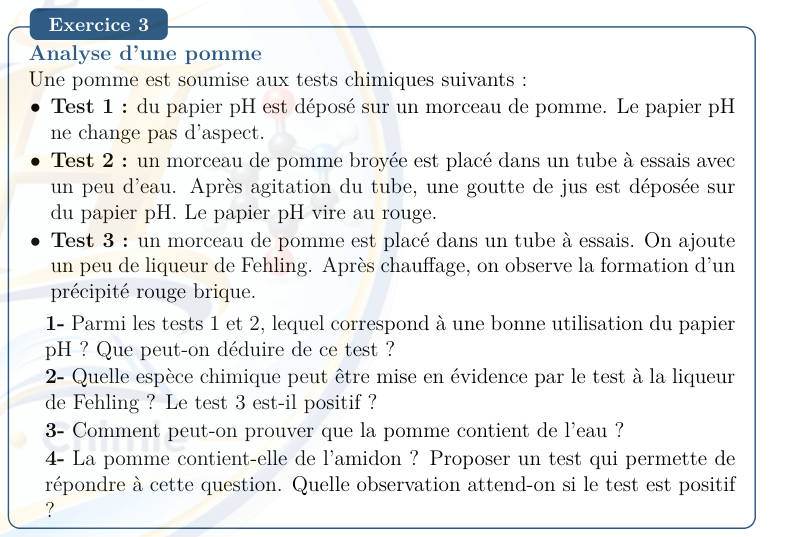 Exercice 3
Analyse d'une pomme
Une pomme est soumise aux tests chimiques suivants :
• Test 1 : du papier pH est déposé sur un morceau de pomme. Le papier pH
ne change pas d'aspect.
• Test 2 : un morceau de pomme broyée est placé dans un tube à essais avec
un peu d'eau. Après agitation du tube, une goutte de jus est déposée sur
du papier pH. Le papier pH vire au rouge.
• Test 3 : un morceau de pomme est placé dans un tube à essais. On ajoute
un peu de liqueur de Fehling. Après chauffage, on observe la formation d'un
précipité rouge brique.
1- Parmi les tests 1 et 2, lequel correspond à une bonne utilisation du papier
pH ? Que peut-on déduire de ce test ?
2- Quelle espèce chimique peut être mise en évidence par le test à la liqueur
de Fehling ? Le test 3 est-il positif ?
3- Comment peut-on prouver que la pomme contient de l'eau ?
4- La pomme contient-elle de l'amidon ? Proposer un test qui permette de
répondre à cette question. Quelle observation attend-on si le test est positif
?
Chimie